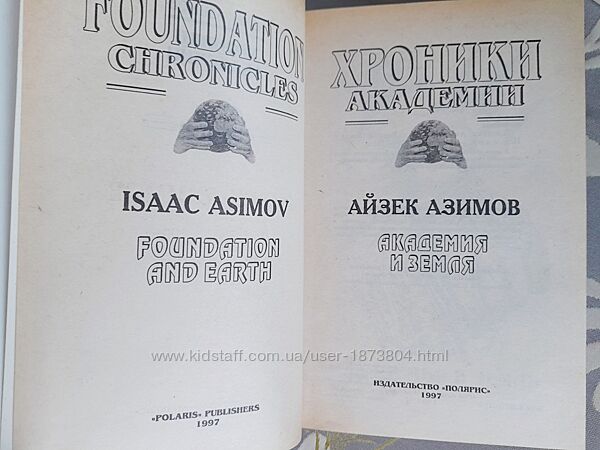 FOUNDATION
CHRONICLES
ISAAC ASIMOV
FOUNDATION
AND EARTH
«POLARIS» PUBLISHERS
1997
ХРОНИКИ
АКАДЕМИИ
АЙЗЕК АЗИМОВ
АКАДЕМИЯ
И ЗЕМЛЯ
ИЗДАТЕЛЬСТВО «ПОЛЯРИС»
1997
www.kidstaff.com.ua/user-1873804.html